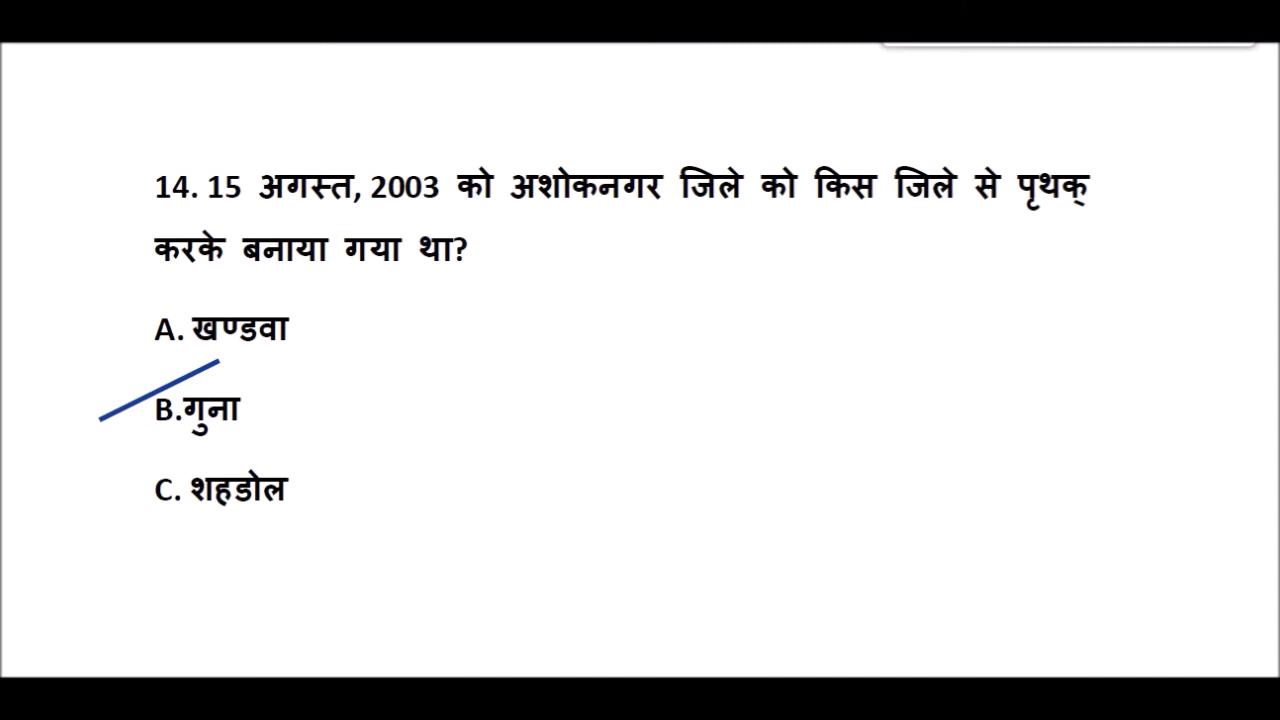 14. 15 अगस्त, 2003 को अशोकनगर जिले को किस जिले से पृथक्
करके बनाया गया था?
A. खण्डवा
B.गुना
C. शहडोल